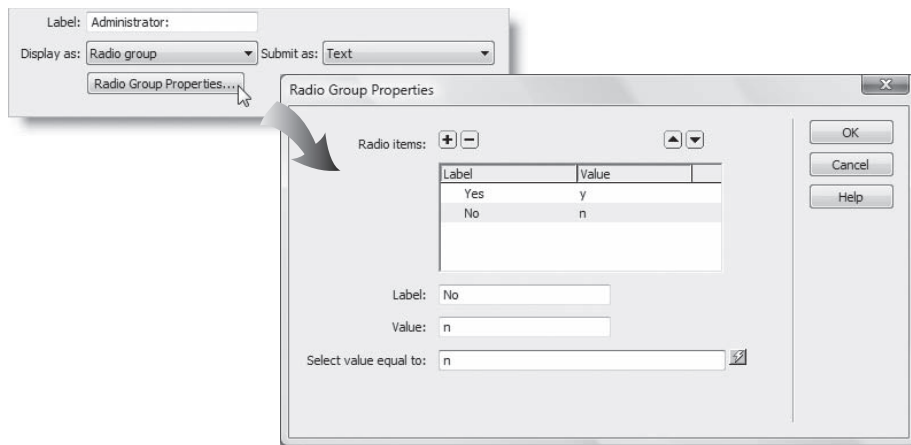 Label: Administrator:
Display as: Radio group Submit as: Text
Radio Group Properties...
Radio Group Properties
Radio items:
OK
Cancel
Help
Label Value
Yes y
No n
Label: No
Value: n
Select value equal to: n